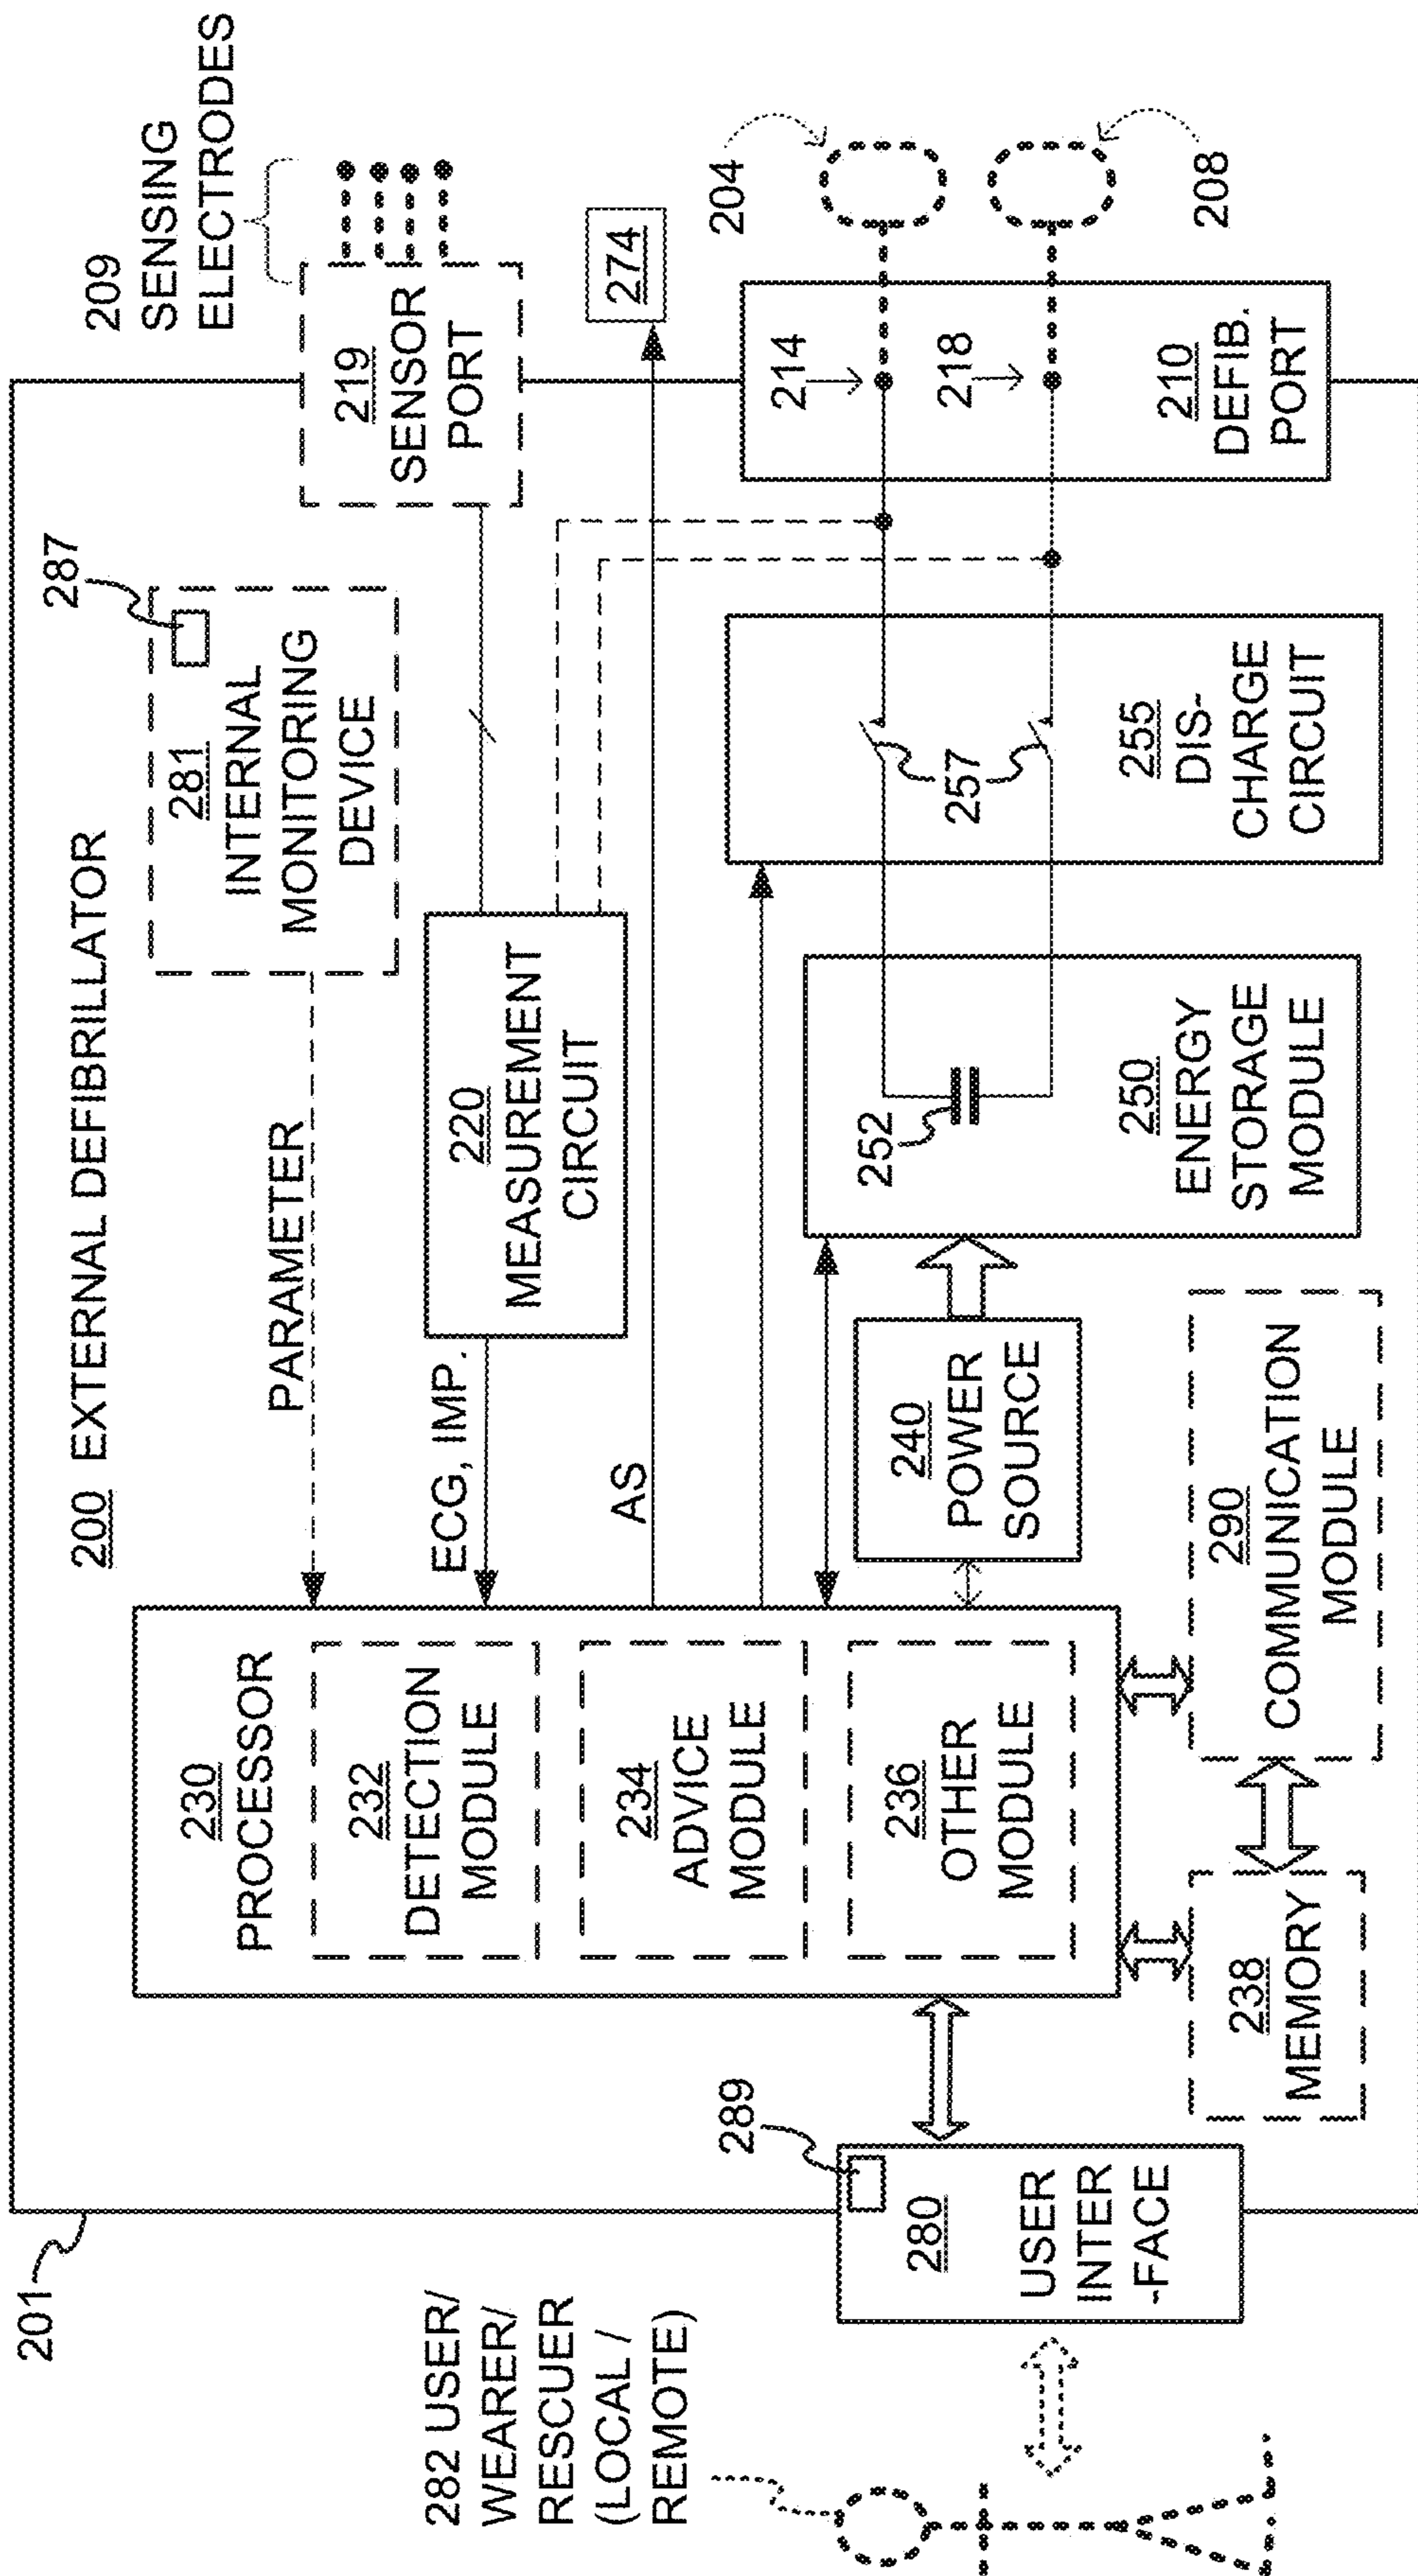 201
200 EXTERNAL DEFIBRILLATOR
287
209
SENSING
ELECTRODES
282 USER/
WEARER/
RESCUER
(LOCAL /
REMOTE)
289
280
USER
INTER
-FACE
230
PROCESSOR
232
DETECTION
MODULE
234
ADVICE
MODULE
236
OTHER
MODULE
PARAMETER
281
INTERNAL
MONITORING
DEVICE
219
SENSOR
PORT
ECG, IMP.
220
MEASUREMENT
CIRCUIT
AS
274
204
208
214
218
210
DEFIB.
PORT
257
255
DIS-
CHARGE
CIRCUIT
252
250
ENERGY
STORAGE
MODULE
240
POWER
SOURCE
238
MEMORY
290
COMMUNICATION
MODULE